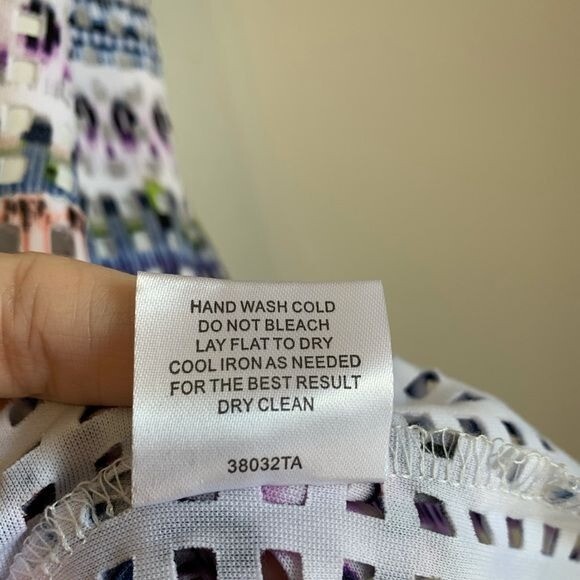 HAND WASH COLD
DO NOT BLEACH
LAY FLAT TO DRY
COOL IRON AS NEEDED
FOR THE BEST RESULT
DRY CLEAN
38032TA